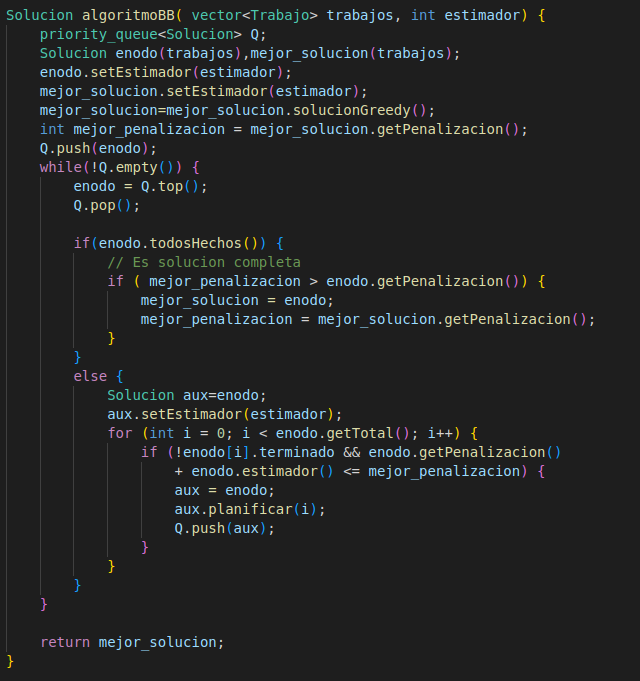 Solucion algoritmoBB( vector<Trabajo> trabajos, int estimador) {
    priority_queue<Solucion> Q;
    Solucion enodo(trabajos),mejor_solucion(trabajos);
    enodo.setEstimador(estimador);
    mejor_solucion.setEstimador(estimador);
    mejor_solucion=mejor_solucion.solucionGreedy();
    int mejor_penalizacion = mejor_solucion.getPenalizacion();
    Q.push(enodo);
    while(!Q.empty()) {
        enodo = Q.top();
        Q.pop();

        if(enodo.todosHechos()) {
            // Es solucion completa
            if ( mejor_penalizacion > enodo.getPenalizacion()) {
                mejor_solucion = enodo;
                mejor_penalizacion = mejor_solucion.getPenalizacion();
            }
        }
        else {
            Solucion aux=enodo;
            aux.setEstimador(estimador);
            for (int i = 0; i < enodo.getTotal(); i++) {
                if (!enodo[i].terminado && enodo.getPenalizacion()
                    + enodo.estimador() <= mejor_penalizacion) {
                    aux = enodo;
                    aux.planificar(i);
                    Q.push(aux);
                }
            }
        }
    }

    return mejor_solucion;
}